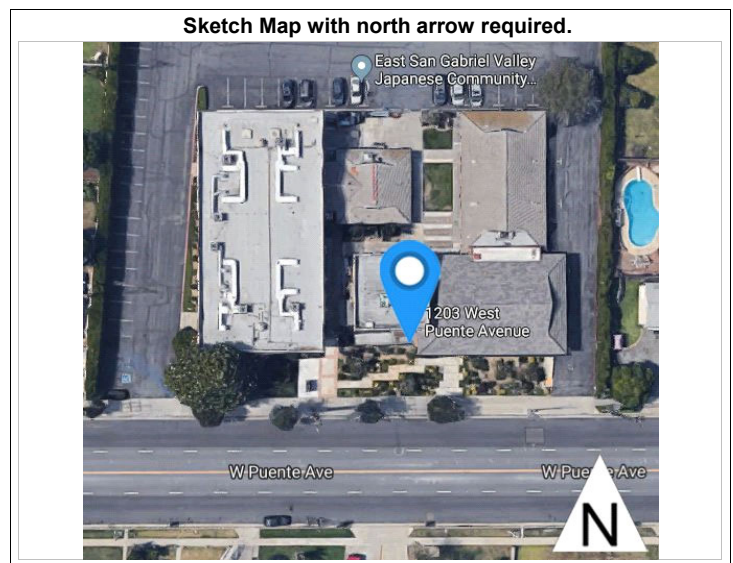 Sketch Map with north arrow required.
East San Gabriel Valley
Japanese Community...
1203 West
Puente Avenue
W Puente Ave
W Puente Ave
N